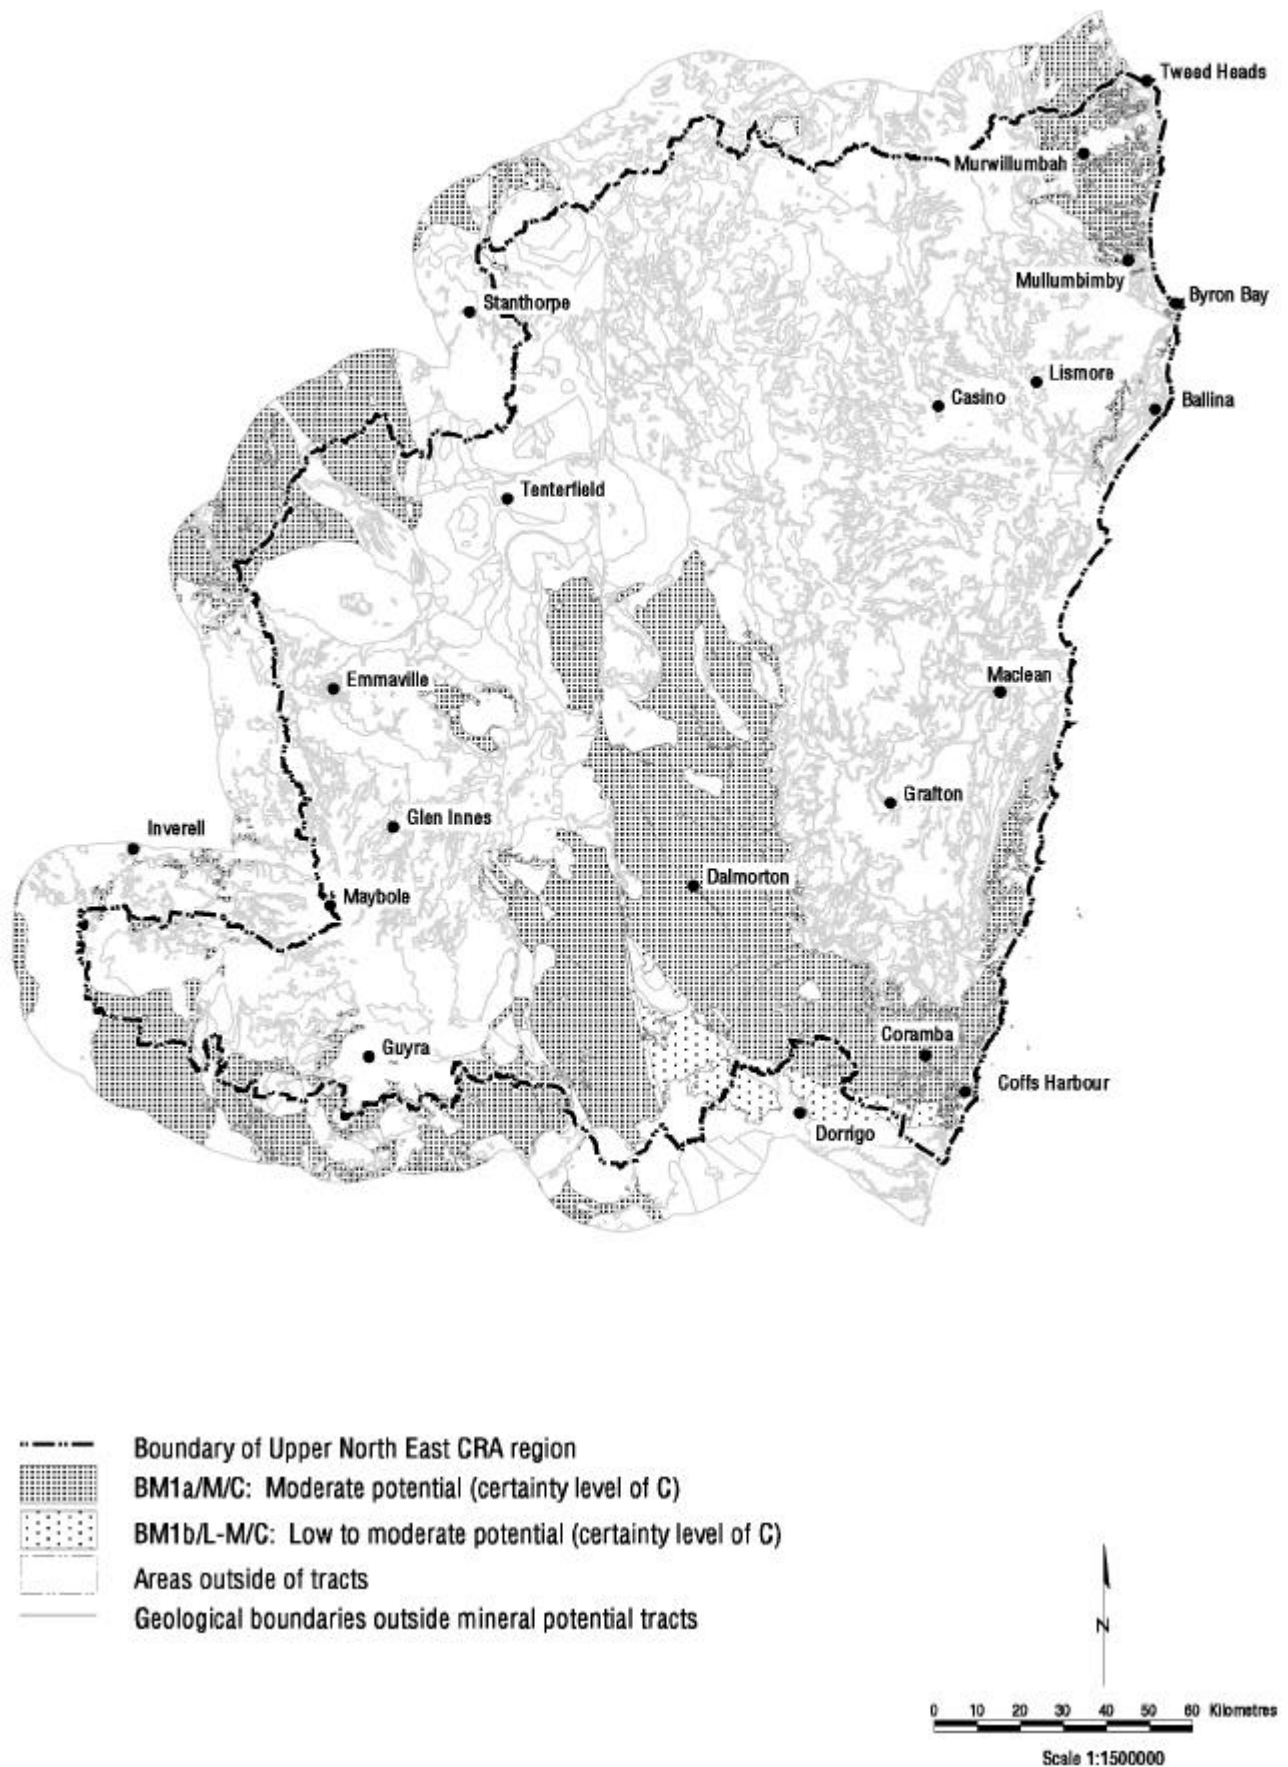 Tweed Heads
Murwillumbah
Mullumbimby
Byron Bay
Stanthorpe
Lismore
Casino
Ballina
Tenterfield
Emmaville
Maclean
Grafton
Glen Innes
Inverell
Dalmorton
Maybole
Coramba
Guyra
Coffs Harbour
Dorrigo
Boundary of Upper North East CRA region
BM1a/M/C: Moderate potential (certainty level of C)
BM1b/L-M/C: Low to moderate potential (certainty level of C)
Areas outside of tracts
Geological boundaries outside mineral potential tracts
N
0 10 20 30 40 50 60 Kilometres
Scale 1:1500000